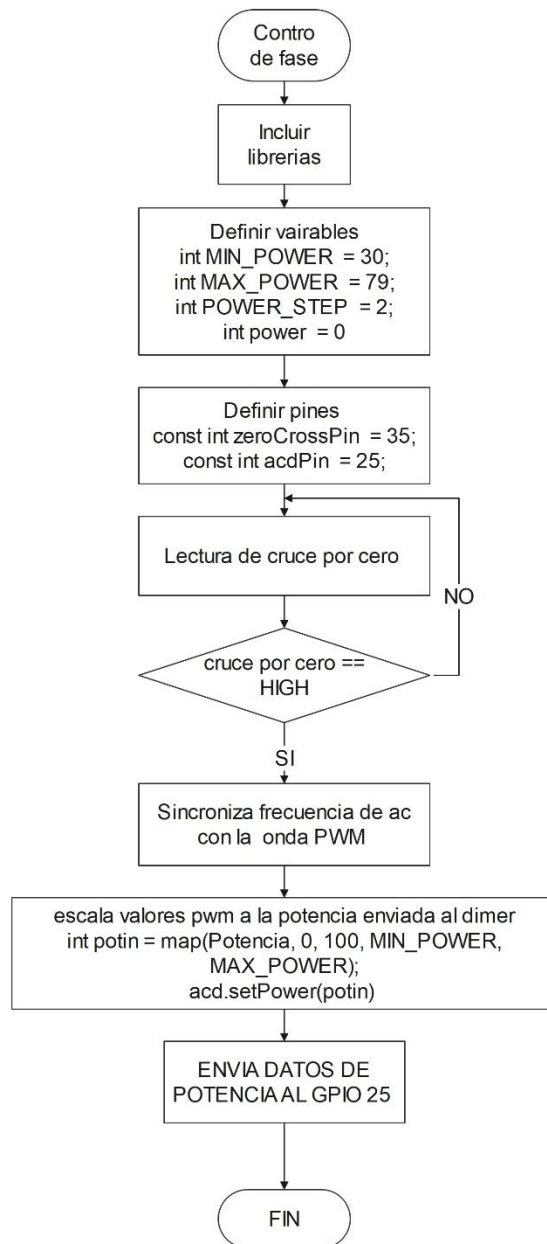 Contro
de fase
Incluir
librerias
Definir vairables
int MIN_POWER = 30;
int MAX_POWER = 79;
int POWER_STEP = 2;
int power = 0
Definir pines
const int zeroCrossPin = 35;
const int acdPin = 25;
Lectura de cruce por cero
NO
cruce por cero ==
HIGH
SI
Sincroniza frecuencia de ac
con la onda PWM
escala valores pwm a la potencia enviada al dimer
int potin = map(Potencia, 0, 100, MIN_POWER,
MAX_POWER);
acd.setPower(potin)
ENVIA DATOS DE
POTENCIA AL GPIO 25
FIN